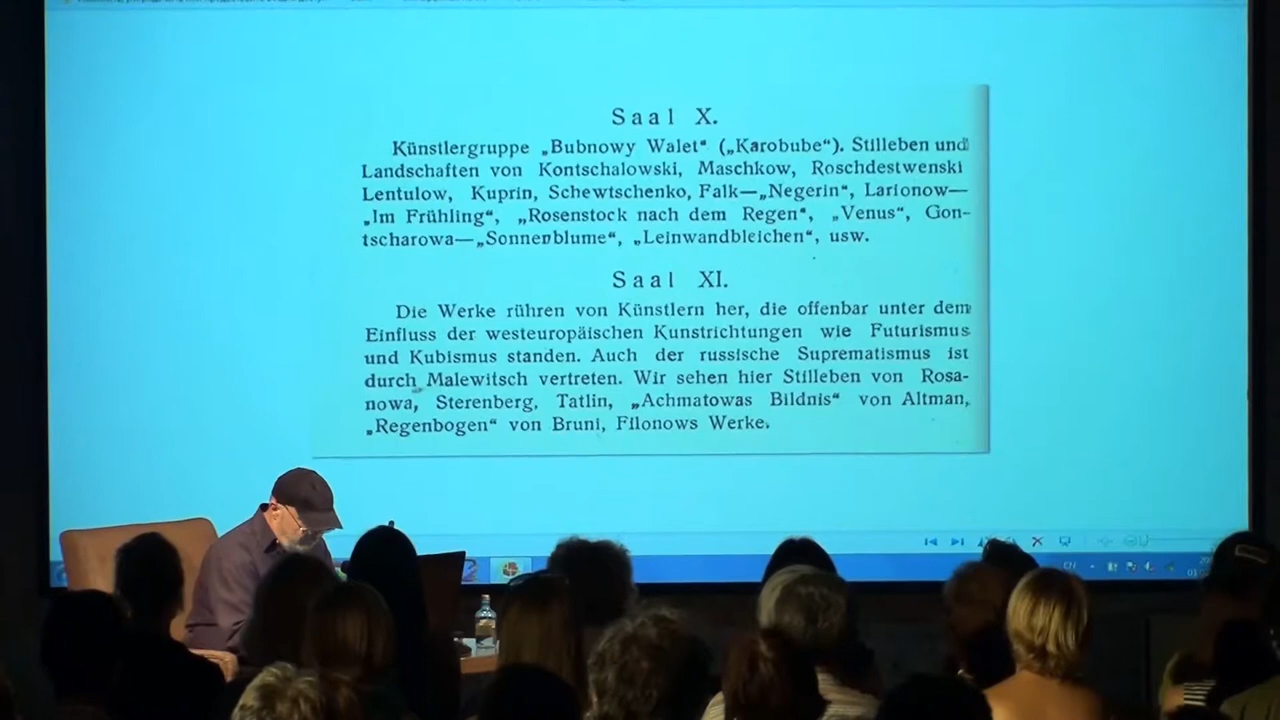 Saal X.
Künstlergruppe „Bubnowy Walet“ („Karobube“). Stilleben und
Landschaften von Kontschalowski, Maschkow, Roschdestwenski
Lentulow, Kuprin, Schewtschenko, Falk—„Negerin“, Larionow—
„Im Frühling“, „Rosenstock nach dem Regen“, „Venus“, Gon-
tscharowa—„Sonnenblume“, „Leinwandbleichen“, usw.
Saal XI.
Die Werke rühren von Künstlern her, die offenbar unter dem
Einfluss der westeuropäischen Kunstrichtungen wie Futurismus
und Kubismus standen. Auch der russische Suprematismus ist
durch Malewitsch vertreten. Wir sehen hier Stilleben von Rosa-
nowa, Sterenberg, Tatlin, „Achmatowas Bildnis“ von Altman,
„Regenbogen“ von Bruni, Filonows Werke.